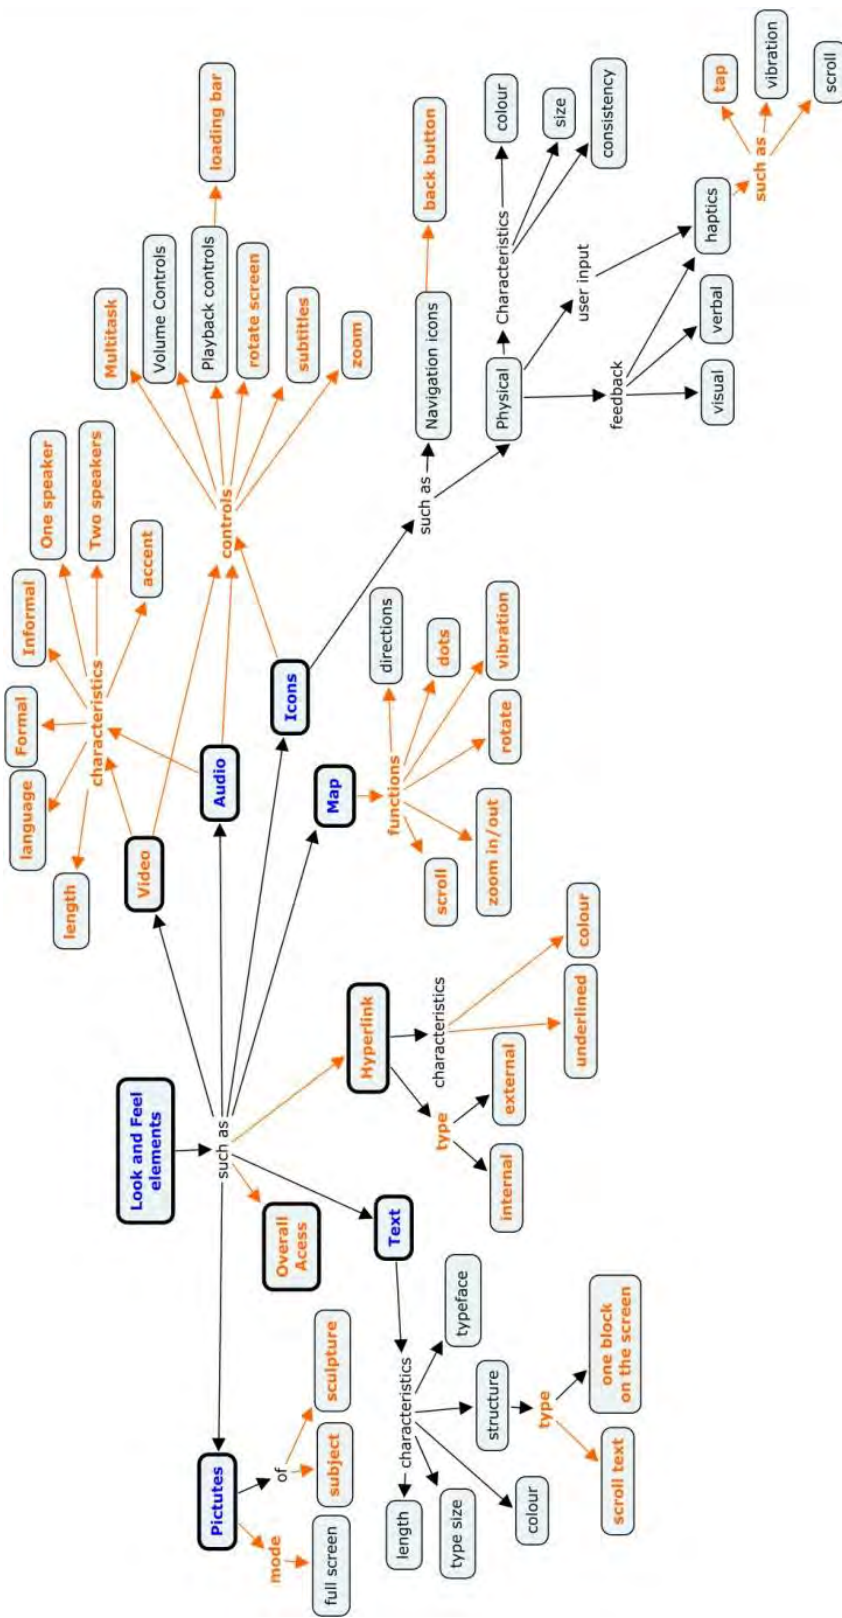 Look and Feel
elements
such as
Pictutes
mode
full screen
of
subject
sculpture
Overall
Acess
Text
characteristics
length
type size
colour
structure
typeface
type
scroll text
one block
on the screen
Hyperlink
type
internal
external
characteristics
underlined
colour
Video
Audio
characteristics
length
language
Formal
Informal
One speaker
Two speakers
accent
controls
Multitask
Volume Controls
Playback controls
loading bar
rotate screen
subtitles
zoom
Map
functions
scroll
zoom in/out
rotate
vibration
dots
directions
Icons
such as
Navigation icons
back button
Physical
Characteristics
colour
size
consistency
user input
feedback
visual
verbal
haptics
such as
tap
vibration
scroll